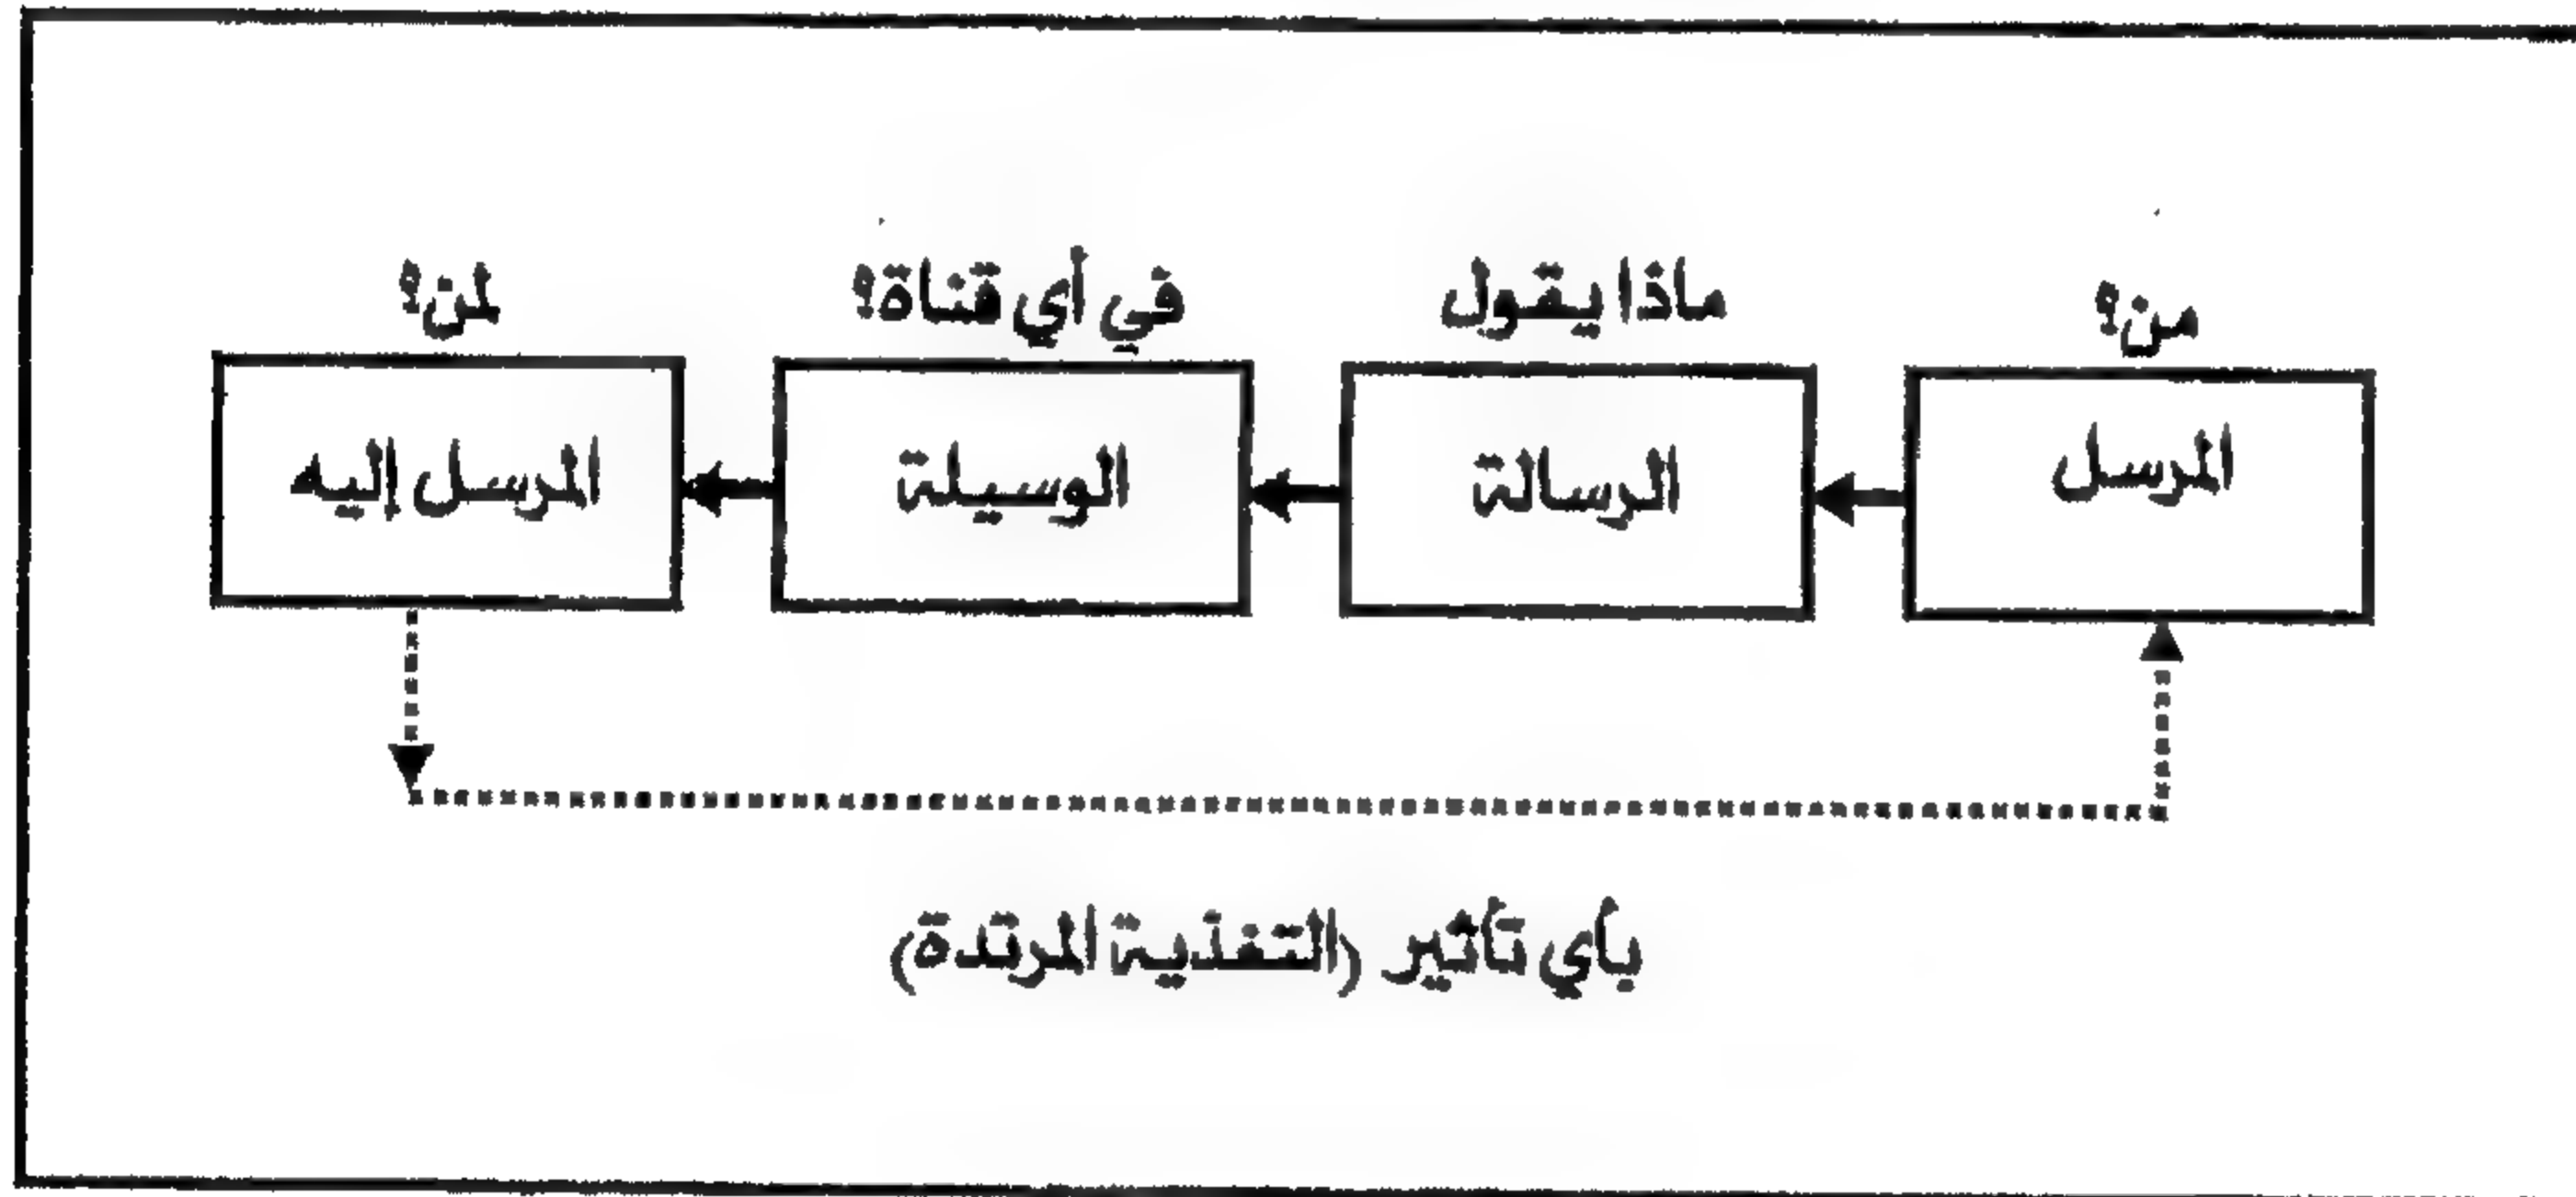 من؟
ماذا يقول
في أي قناة؟
لمن؟
المرسل
الرسالة
الوسيلة
المرسل إليه
بأي تأثير (التغذية المرتدة)